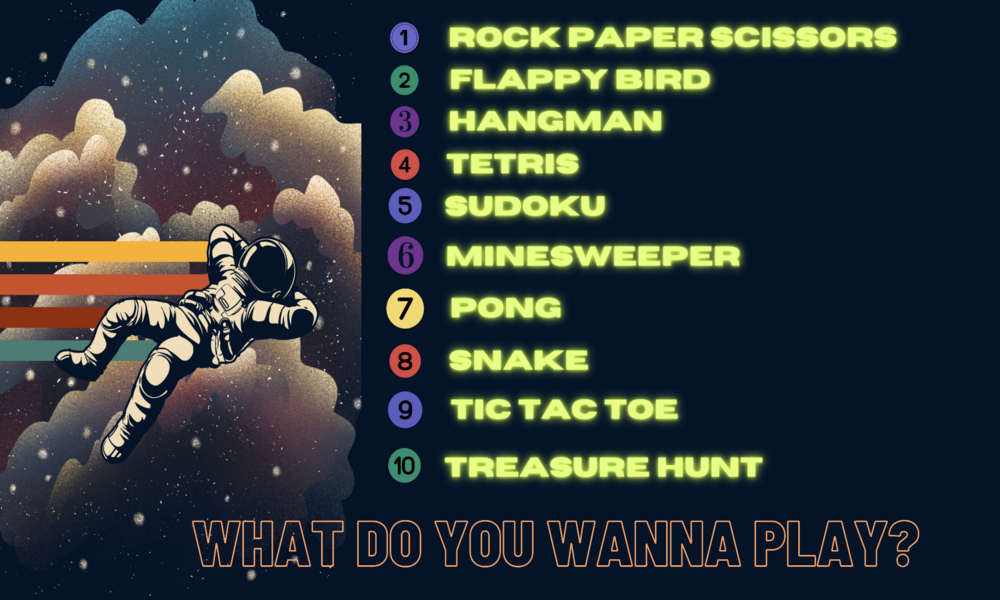 1 ROCK PAPER SCISSORS
2 FLAPPY BIRD
3 HANGMAN
4 TETRIS
5 SUDOKU
6 MINESWEEPER
7 PONG
8 SNAKE
9 TIC TAC TOE
10 TREASURE HUNT
WHAT DO YOU WANNA PLAY?